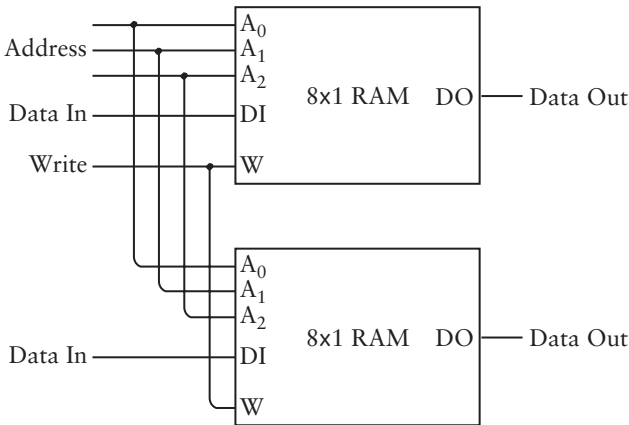 A₀
Address A₁
A₂
8x1 RAM DO Data Out
Data In DI
Write W
A₀
A₁
A₂
8x1 RAM DO Data Out
Data In DI
W